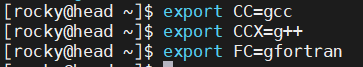 [rocky@head ~]$ export CC=gcc
[rocky@head ~]$ export CCX=g++
[rocky@head ~]$ export FC=gfortran